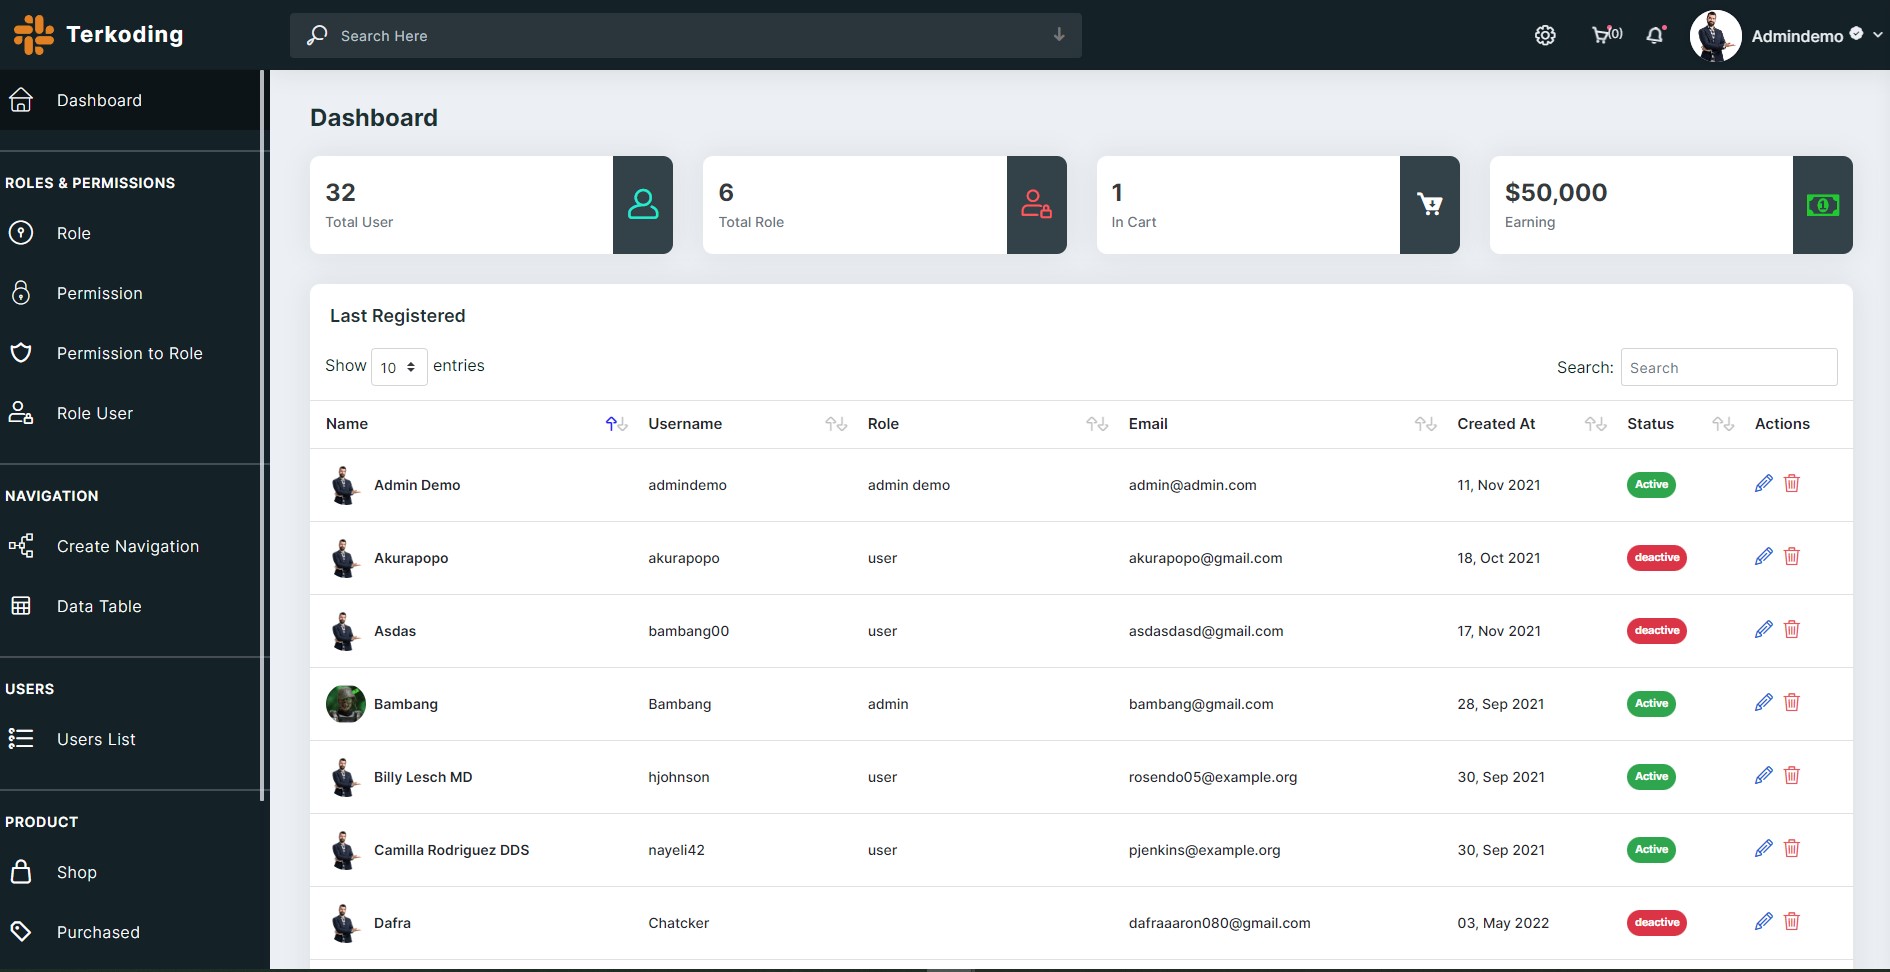 Terkoding
Search Here
(0)
Admindemo
Dashboard
ROLES & PERMISSIONS
Role
Permission
Permission to Role
Role User
NAVIGATION
Create Navigation
Data Table
USERS
Users List
PRODUCT
Shop
Purchased
Dashboard
32
Total User
6
Total Role
1
In Cart
$50,000
Earning
1
Last Registered
Show 10 entries
Search: Search
Name Username Role Email Created At Status Actions
Admin Demo admindemo admin demo admin@admin.com 11, Nov 2021 Active
Akurapopo akurapopo user akurapopo@gmail.com 18, Oct 2021 deactive
Asdas bambang00 user asdasdasd@gmail.com 17, Nov 2021 deactive
Bambang Bambang admin bambang@gmail.com 28, Sep 2021 Active
Billy Lesch MD hjohnson user rosendo05@example.org 30, Sep 2021 Active
Camilla Rodriguez DDS nayeli42 user pjenkins@example.org 30, Sep 2021 Active
Dafra Chatcker dafraaaron080@gmail.com 03, May 2022 deactive